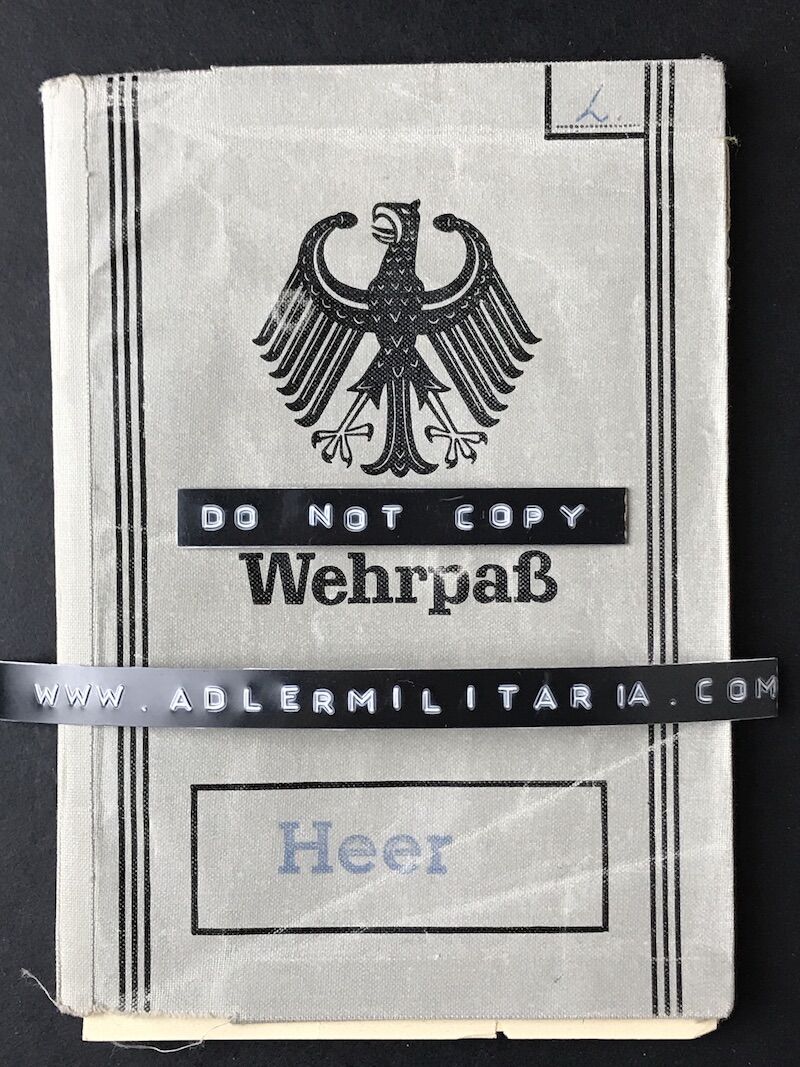 L.
DO NOT COPY
Wehrpaß
WWW.ADLERMILITARIA.COM
Heer